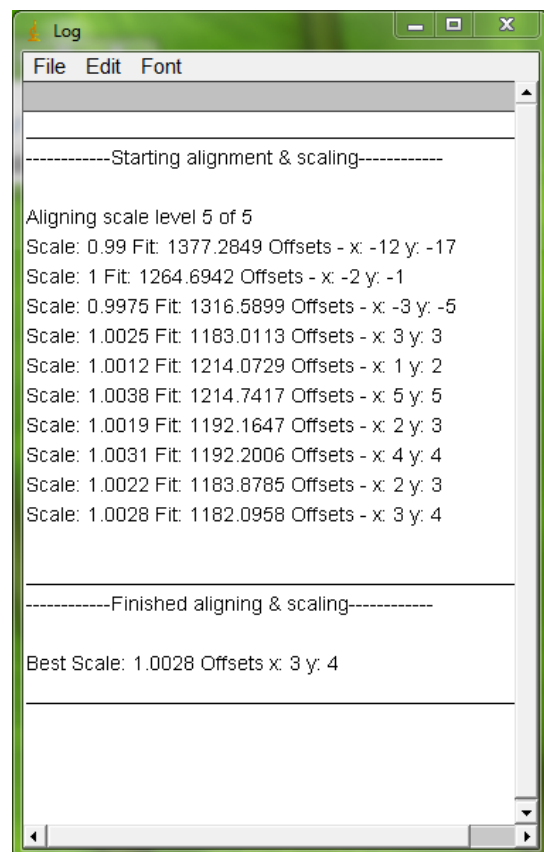 Log
File Edit Font
------------Starting alignment & scaling------------
Aligning scale level 5 of 5
Scale: 0.99 Fit: 1377.2849 Offsets - x: -12 y: -17
Scale: 1 Fit: 1264.6942 Offsets - x: -2 y: -1
Scale: 0.9975 Fit: 1316.5899 Offsets - x: -3 y: -5
Scale: 1.0025 Fit: 1183.0113 Offsets - x: 3 y: 3
Scale: 1.0012 Fit: 1214.0729 Offsets - x: 1 y: 2
Scale: 1.0038 Fit: 1214.7417 Offsets - x: 5 y: 5
Scale: 1.0019 Fit: 1192.1647 Offsets - x: 2 y: 3
Scale: 1.0031 Fit: 1192.2006 Offsets - x: 4 y: 4
Scale: 1.0022 Fit: 1183.8785 Offsets - x: 2 y: 3
Scale: 1.0028 Fit: 1182.0958 Offsets - x: 3 y: 4
------------Finished aligning & scaling------------
Best Scale: 1.0028 Offsets x: 3 y: 4